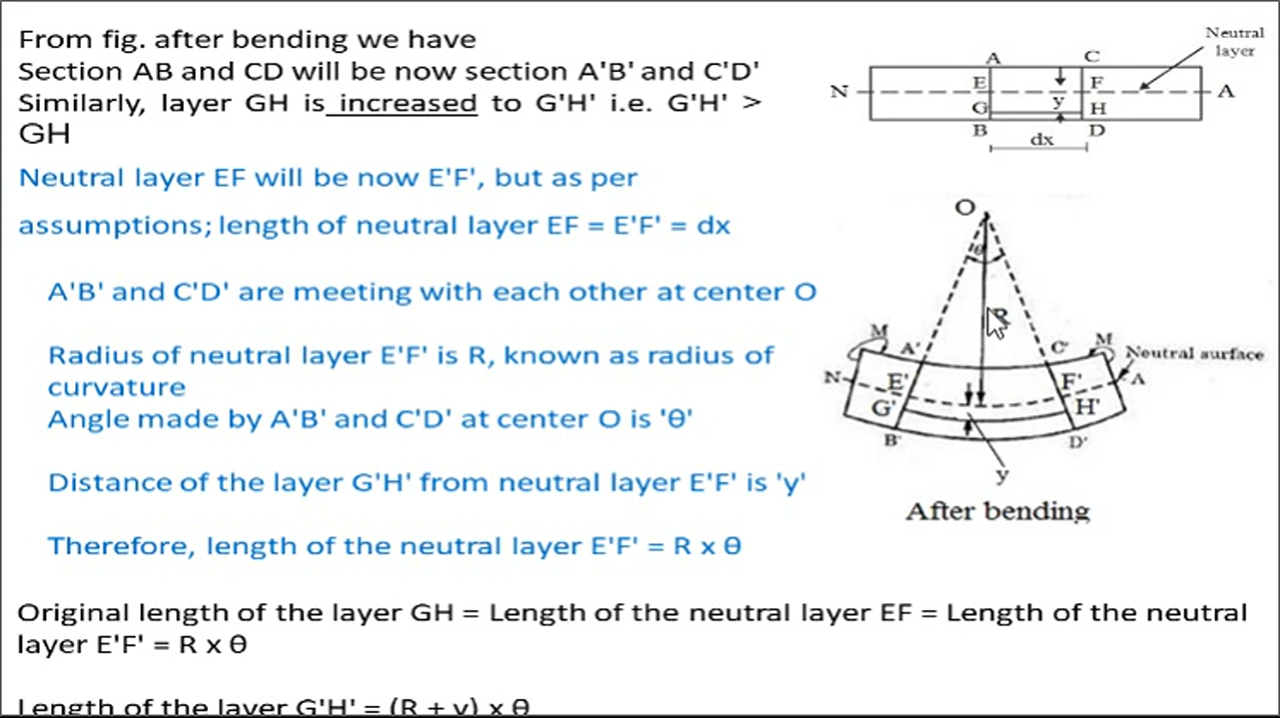 From fig. after bending we have
Section AB and CD will be now section A'B' and C'D'
Similarly, layer GH is increased to G'H' i.e. G'H' >
GH
Neutral layer EF will be now E'F', but as per
assumptions; length of neutral layer EF = E'F' = dx
A'B' and C'D' are meeting with each other at center O
Radius of neutral layer E'F' is R, known as radius of
curvature
Angle made by A'B' and C'D' at center O is 'θ'
Distance of the layer G'H' from neutral layer E'F' is 'y'
Therefore, length of the neutral layer E'F' = R x θ
Original length of the layer GH = Length of the neutral layer EF = Length of the neutral
layer E'F' = R x θ
Length of the layer G'H' = (R + y) x θ
Neutral
layer
A C
E F
N A
G y H
B D
dx
O
θ
R
M A' C' M Neutral surface
N E' F' A
G' H'
B' D'
y
After bending